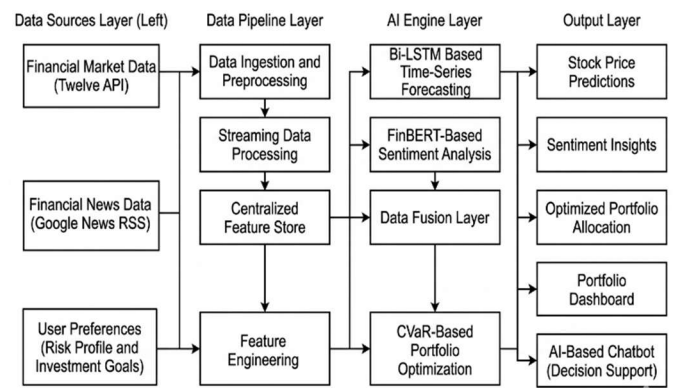 Data Sources Layer (Left)
Data Pipeline Layer
AI Engine Layer
Output Layer
Financial Market Data
(Twelve API)
Financial News Data
(Google News RSS)
User Preferences
(Risk Profile and
Investment Goals)
Data Ingestion and
Preprocessing
Streaming Data
Processing
Centralized
Feature Store
Feature
Engineering
Bi-LSTM Based
Time-Series
Forecasting
FinBERT-Based
Sentiment Analysis
Data Fusion Layer
CVaR-Based
Portfolio
Optimization
Stock Price
Predictions
Sentiment Insights
Optimized Portfolio
Allocation
Portfolio
Dashboard
AI-Based Chatbot
(Decision Support)